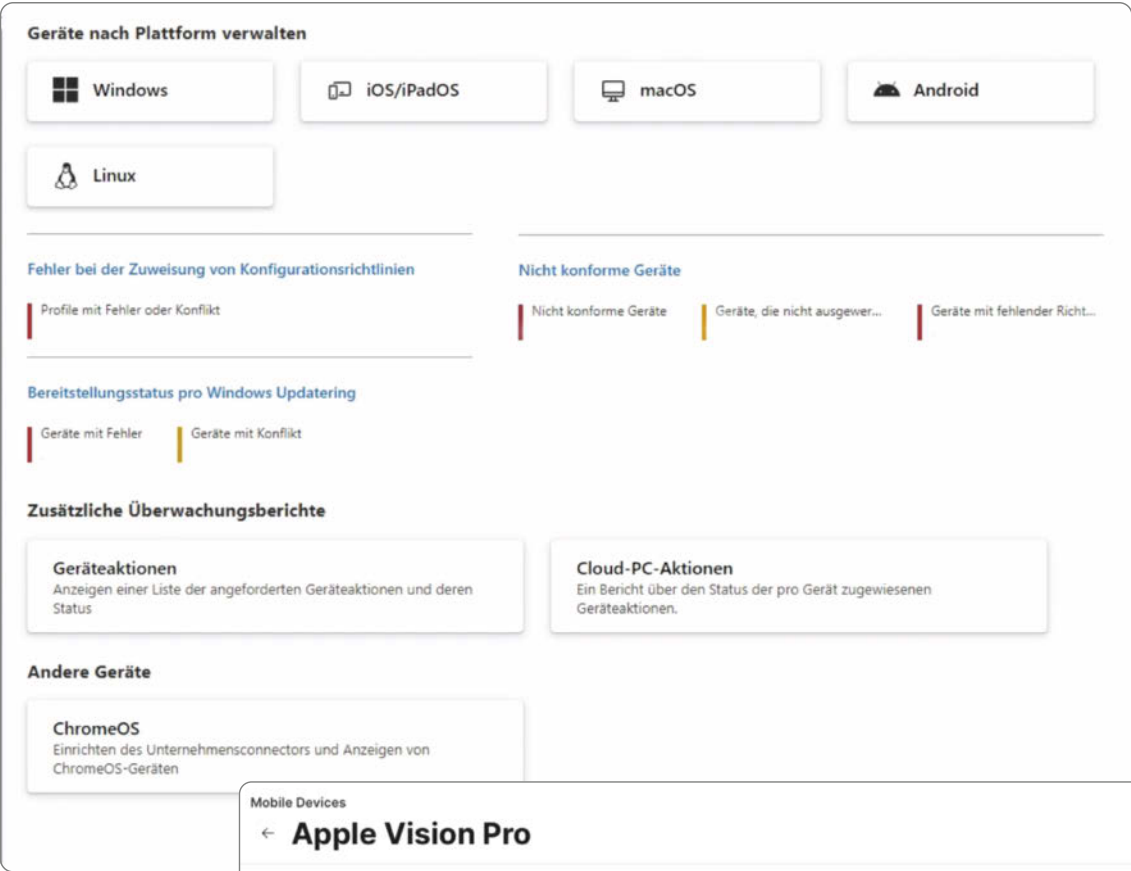 Geräte nach Plattform verwalten
Windows
iOS/iPadOS
macOS
Android
Linux
Fehler bei der Zuweisung von Konfigurationsrichtlinien
Profile mit Fehler oder Konflikt
Nicht konforme Geräte
Nicht konforme Geräte
Geräte, die nicht ausgewer...
Geräte mit fehlender Richt...
Bereitstellungsstatus pro Windows Updatering
Geräte mit Fehler
Geräte mit Konflikt
Zusätzliche Überwachungsberichte
Geräteaktionen
Anzeigen einer Liste der angeforderten Geräteaktionen und deren
Status
Cloud-PC-Aktionen
Ein Bericht über den Status der pro Gerät zugewiesenen
Geräteaktionen.
Andere Geräte
ChromeOS
Einrichten des Unternehmensconnectors und Anzeigen von
ChromeOS-Geräten
Mobile Devices
← Apple Vision Pro